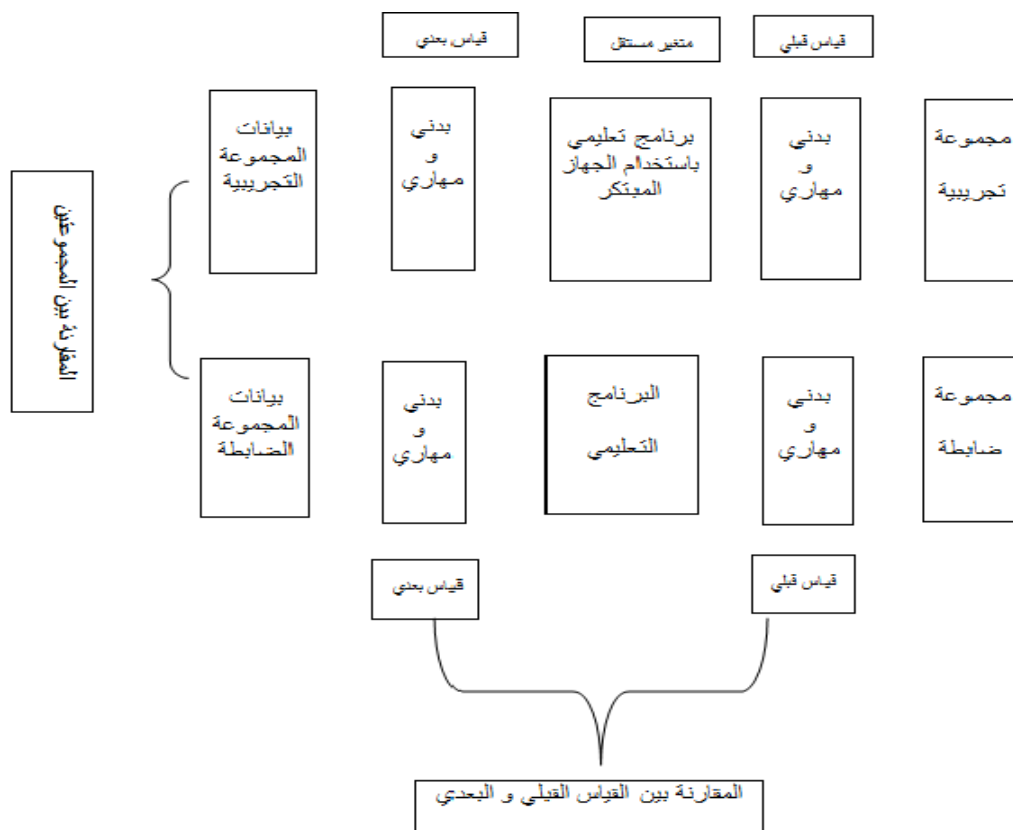 قياس قبلي
متغير مستقل
قياس بعدي
مجموعة
تجريبية
بدني
و
مهاري
برنامج تعليمي
باستخدام الجهاز
المبتكر
بدني
و
مهاري
بيانات
المجموعة
التجريبية
المقارنة بين المجموعتين
مجموعة
ضابطة
بدني
و
مهاري
البرنامج
التعليمي
بدني
و
مهاري
بيانات
المجموعة
الضابطة
قياس قبلي
قياس بعدي
المقارنة بين القياس القبلي و البعدي